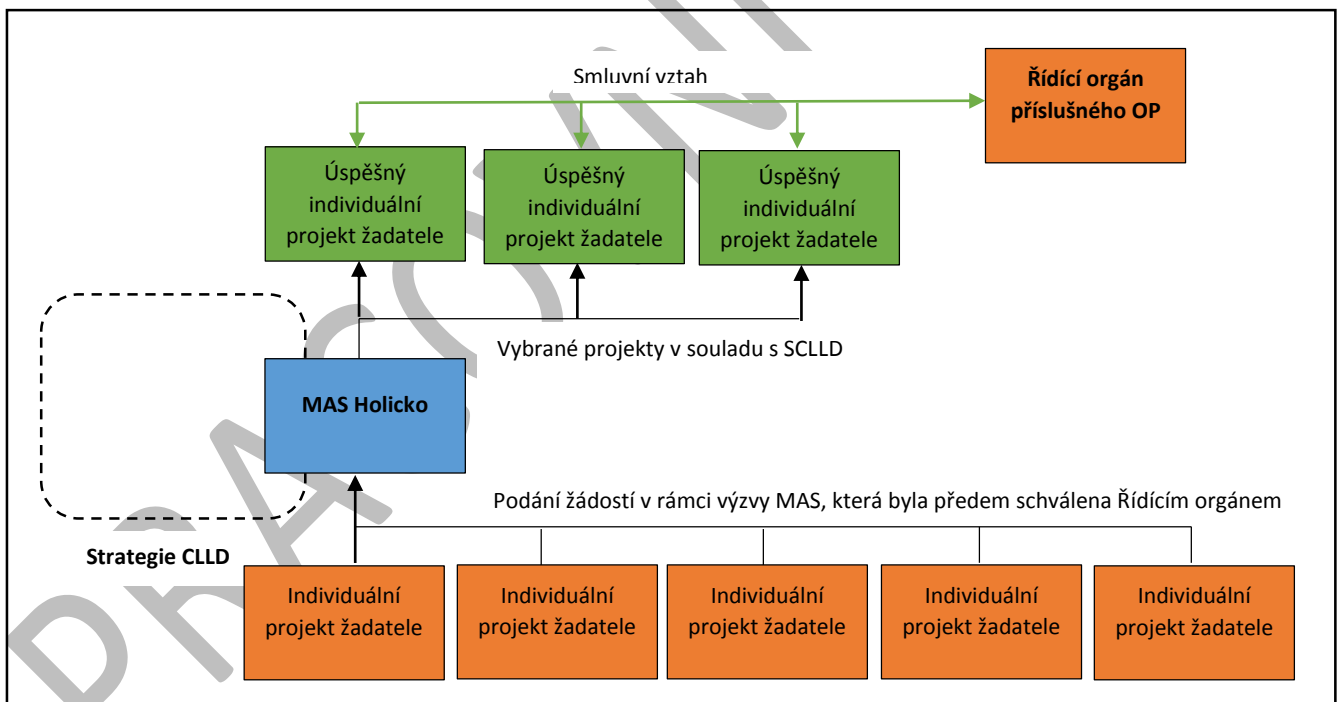 Smluvní vztah
Řídící orgán
příslušného OP
Úspěšný
individuální
projekt žadatele
Úspěšný
individuální
projekt žadatele
Úspěšný
individuální
projekt žadatele
Vybrané projekty v souladu s SCLLD
MAS Holicko
Podání žádostí v rámci výzvy MAS, která byla předem schválena Řídícím orgánem
Strategie CLLD
Individuální
projekt žadatele
Individuální
projekt žadatele
Individuální
projekt žadatele
Individuální
projekt žadatele
Individuální
projekt žadatele